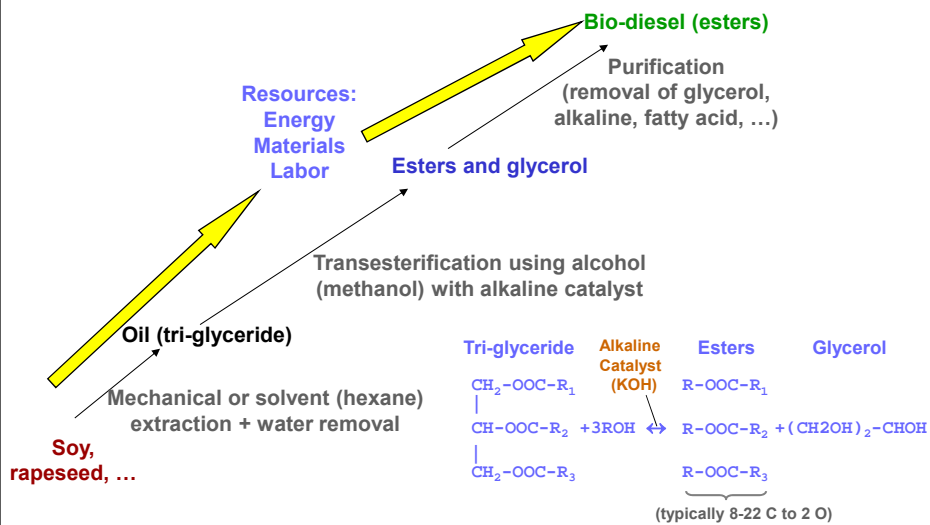 Bio-diesel (esters)
Purification
(removal of glycerol,
alkaline, fatty acid, …)
Resources:
Energy
Materials
Labor
Esters and glycerol
Transesterification using alcohol
(methanol) with alkaline catalyst
Oil (tri-glyceride)
Mechanical or solvent (hexane)
extraction + water removal
Soy,
rapeseed, …
Tri-glyceride Alkaline Catalyst (KOH) Esters Glycerol
CH₂-OOC-R₁ R-OOC-R₁
| 
CH-OOC-R₂ +3ROH ↔ R-OOC-R₂ +(CH2OH)₂-CHOH
|
CH₂-OOC-R₃ R-OOC-R₃
(typically 8-22 C to 2 O)